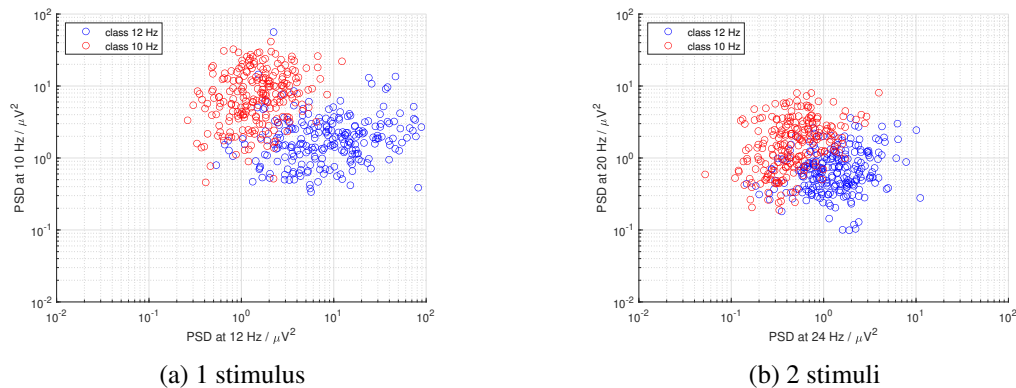 class 12 Hz
class 10 Hz
10²
10¹
10⁰
10⁻¹
10⁻²
PSD at 10 Hz / μV²
10⁻² 10⁻¹ 10⁰ 10¹ 10²
PSD at 12 Hz / μV²
(a) 1 stimulus
class 12 Hz
class 10 Hz
10²
10¹
10⁰
10⁻¹
10⁻²
PSD at 20 Hz / μV²
10⁻² 10⁻¹ 10⁰ 10¹ 10²
PSD at 24 Hz / μV²
(b) 2 stimuli